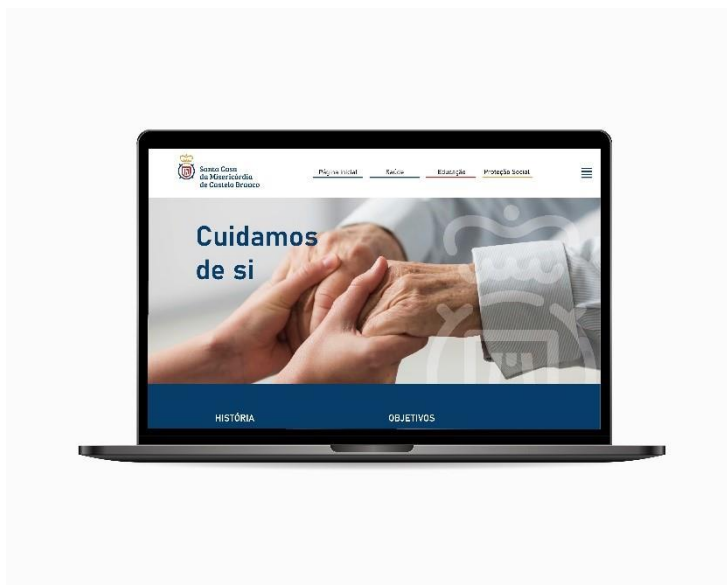 Santa Casa
da Misericórdia
de Castelo Branco
Página Inicial Saúde Educação Proteção Social
Cuidamos
de si
HISTÓRIA OBJETIVOS